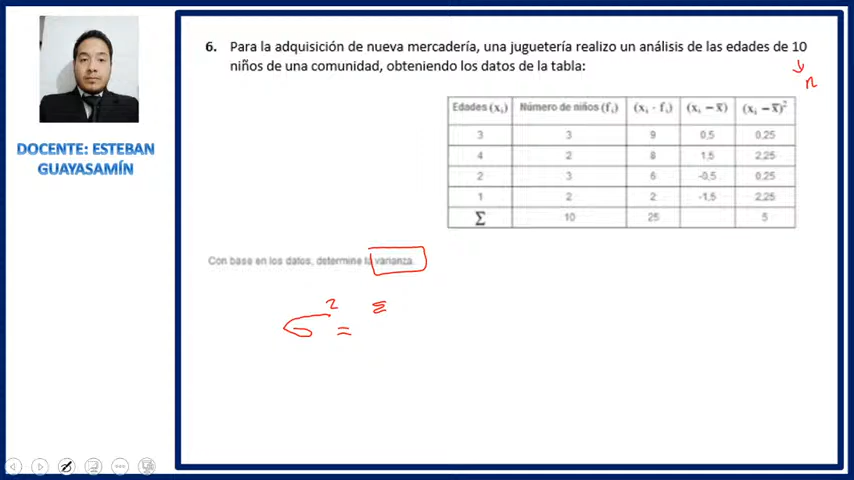 6. Para la adquisición de nueva mercadería, una juguetería realizo un análisis de las edades de 10
niños de una comunidad, obteniendo los datos de la tabla:
n
DOCENTE: ESTEBAN
GUAYASAMÍN
Edades (xᵢ) Número de niños (fᵢ) (xᵢ · fᵢ) (xᵢ − x̅) (xᵢ − x̅)²
3 3 9 0,5 0,25
4 2 8 1,5 2,25
2 3 6 -0,5 0,25
1 2 2 -1,5 2,25
Σ 10 25 5
Con base en los datos, determine la varianza.
σ² = Σ